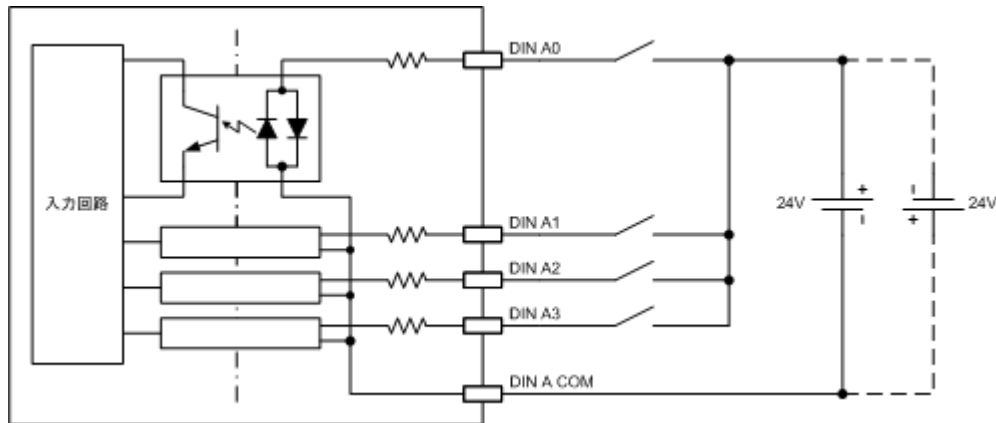 DIN A0
入力回路
24V
+
-
-
+
24V
DIN A1
DIN A2
DIN A3
DIN A COM